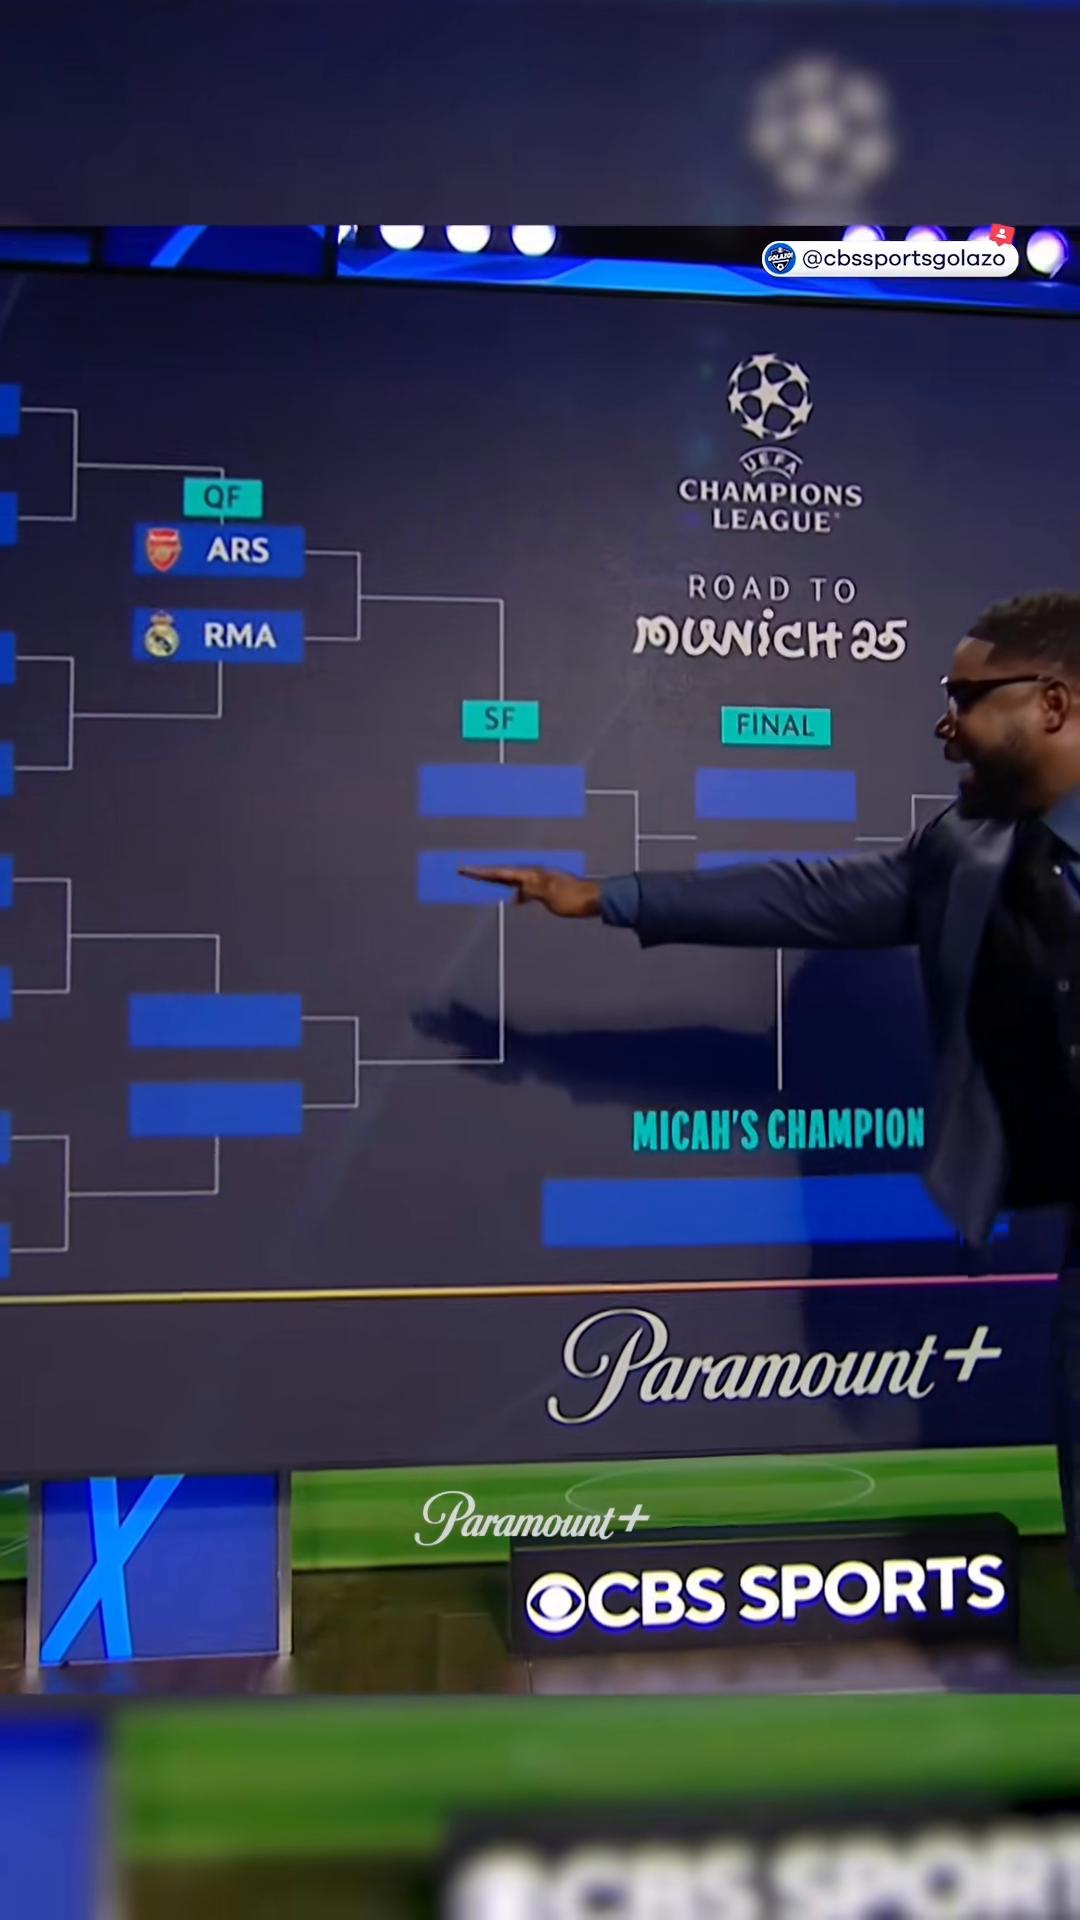 @cbssportsgolazo
UEFA
CHAMPIONS
LEAGUE
ROAD TO
MUNICH 25
QF
ARS
RMA
SF
FINAL
MICAH'S CHAMPION
Paramount+
Paramount+
CBS SPORTS